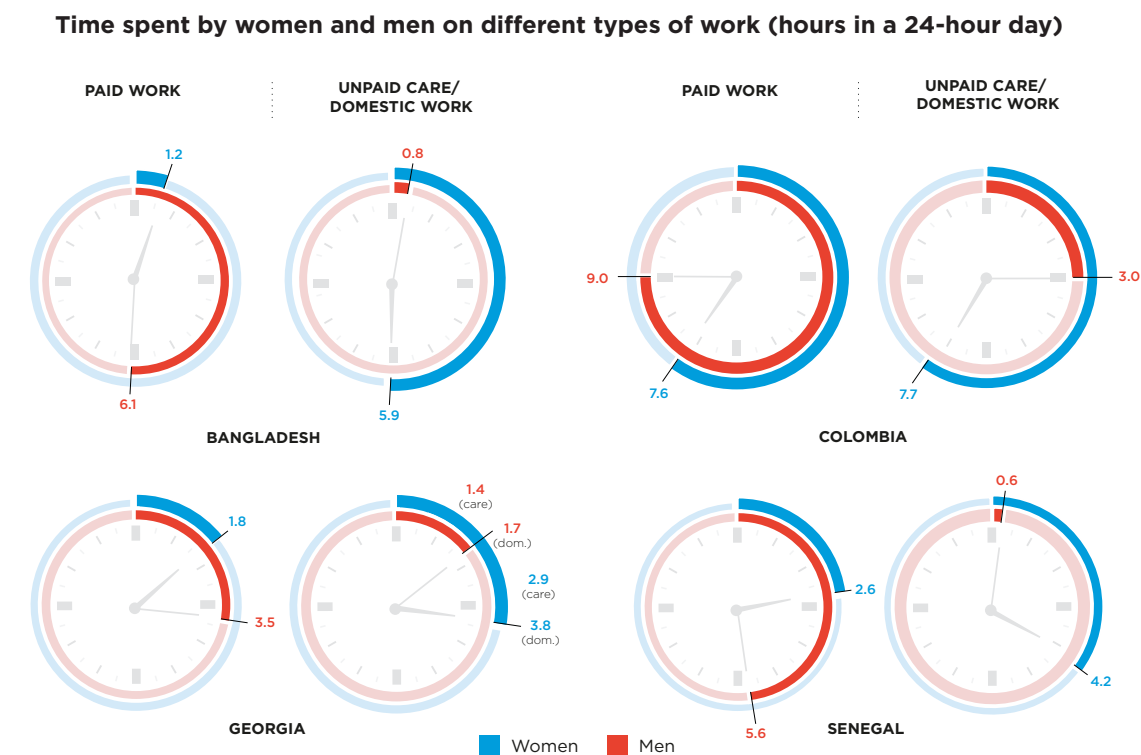 Time spent by women and men on different types of work (hours in a 24-hour day)
PAID WORK
UNPAID CARE/
DOMESTIC WORK
PAID WORK
UNPAID CARE/
DOMESTIC WORK
1.2
6.1
0.8
5.9
BANGLADESH
9.0
7.6
3.0
7.7
COLOMBIA
1.8
3.5
1.4
(care)
1.7
(dom.)
2.9
(care)
3.8
(dom.)
GEORGIA
2.6
5.6
0.6
4.2
SENEGAL
Women
Men